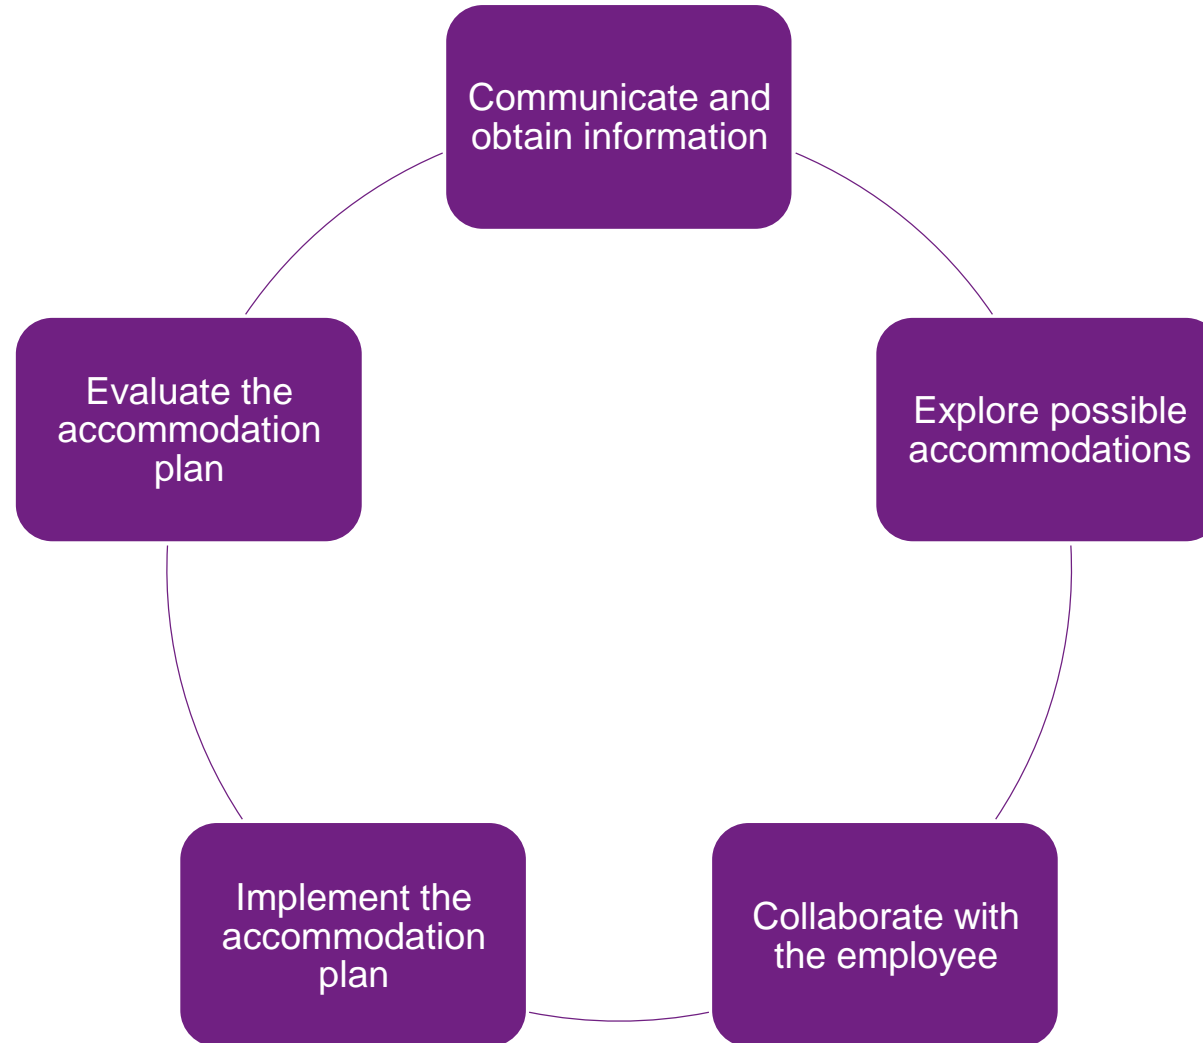 Communicate and
obtain information
Explore possible
accommodations
Collaborate with
the employee
Implement the
accommodation
plan
Evaluate the
accommodation
plan